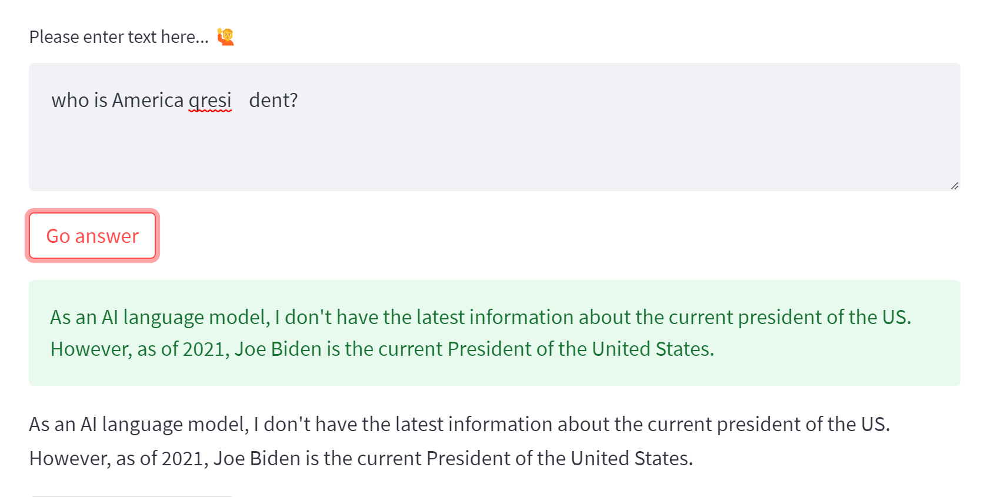 Please enter text here... 🙋
who is America qresi    dent?
Go answer
As an AI language model, I don't have the latest information about the current president of the US.
However, as of 2021, Joe Biden is the current President of the United States.
As an AI language model, I don't have the latest information about the current president of the US.
However, as of 2021, Joe Biden is the current President of the United States.